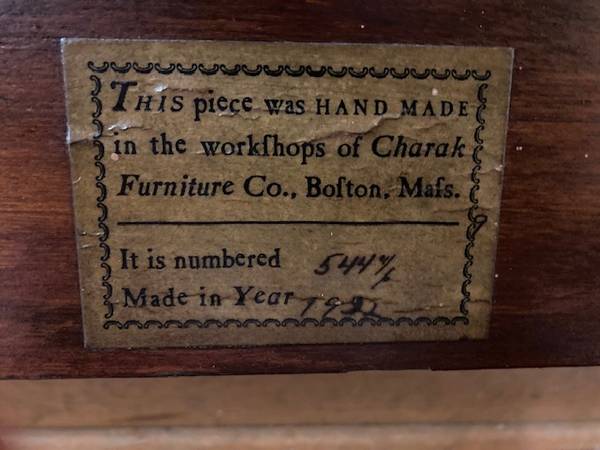 THIS piece was HAND MADE
in the workſhops of Charak
Furniture Co., Boſton, Maſs.
It is numbered 544
Made in Year